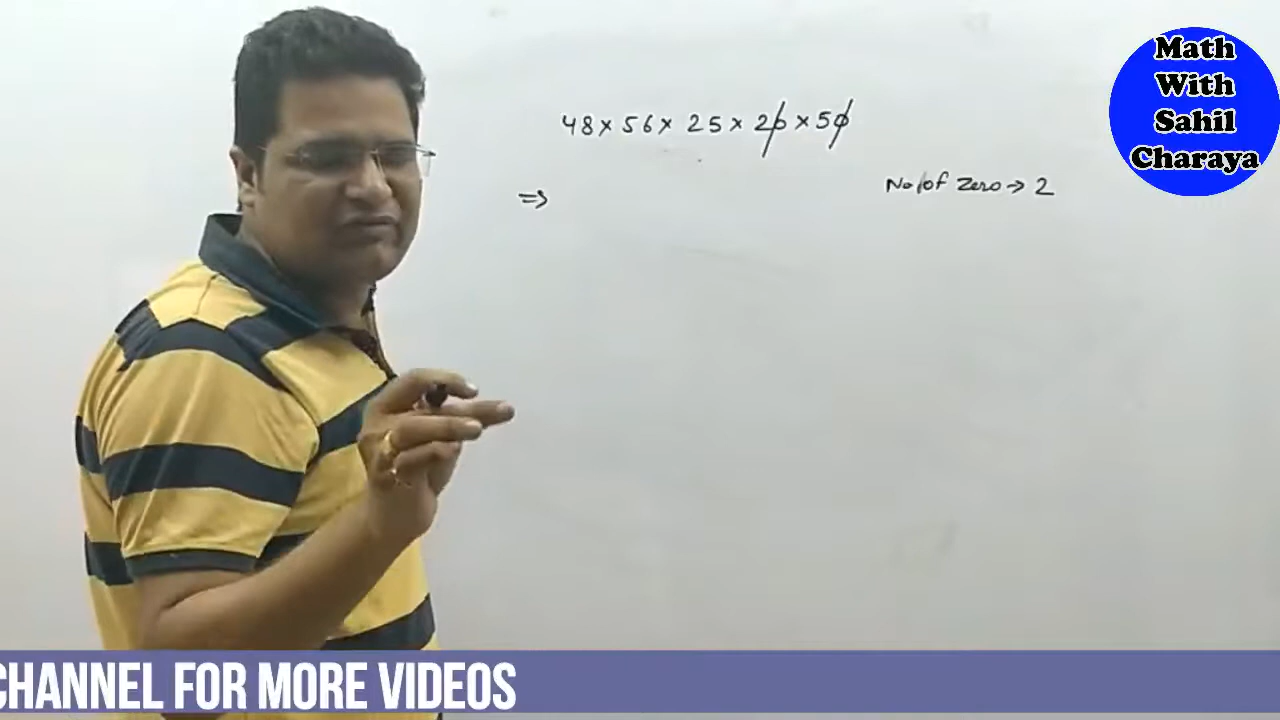 48 × 56 × 25 × 20 × 50
⇒
No. of Zero → 2
Math
With
Sahil
Charaya
CHANNEL FOR MORE VIDEOS